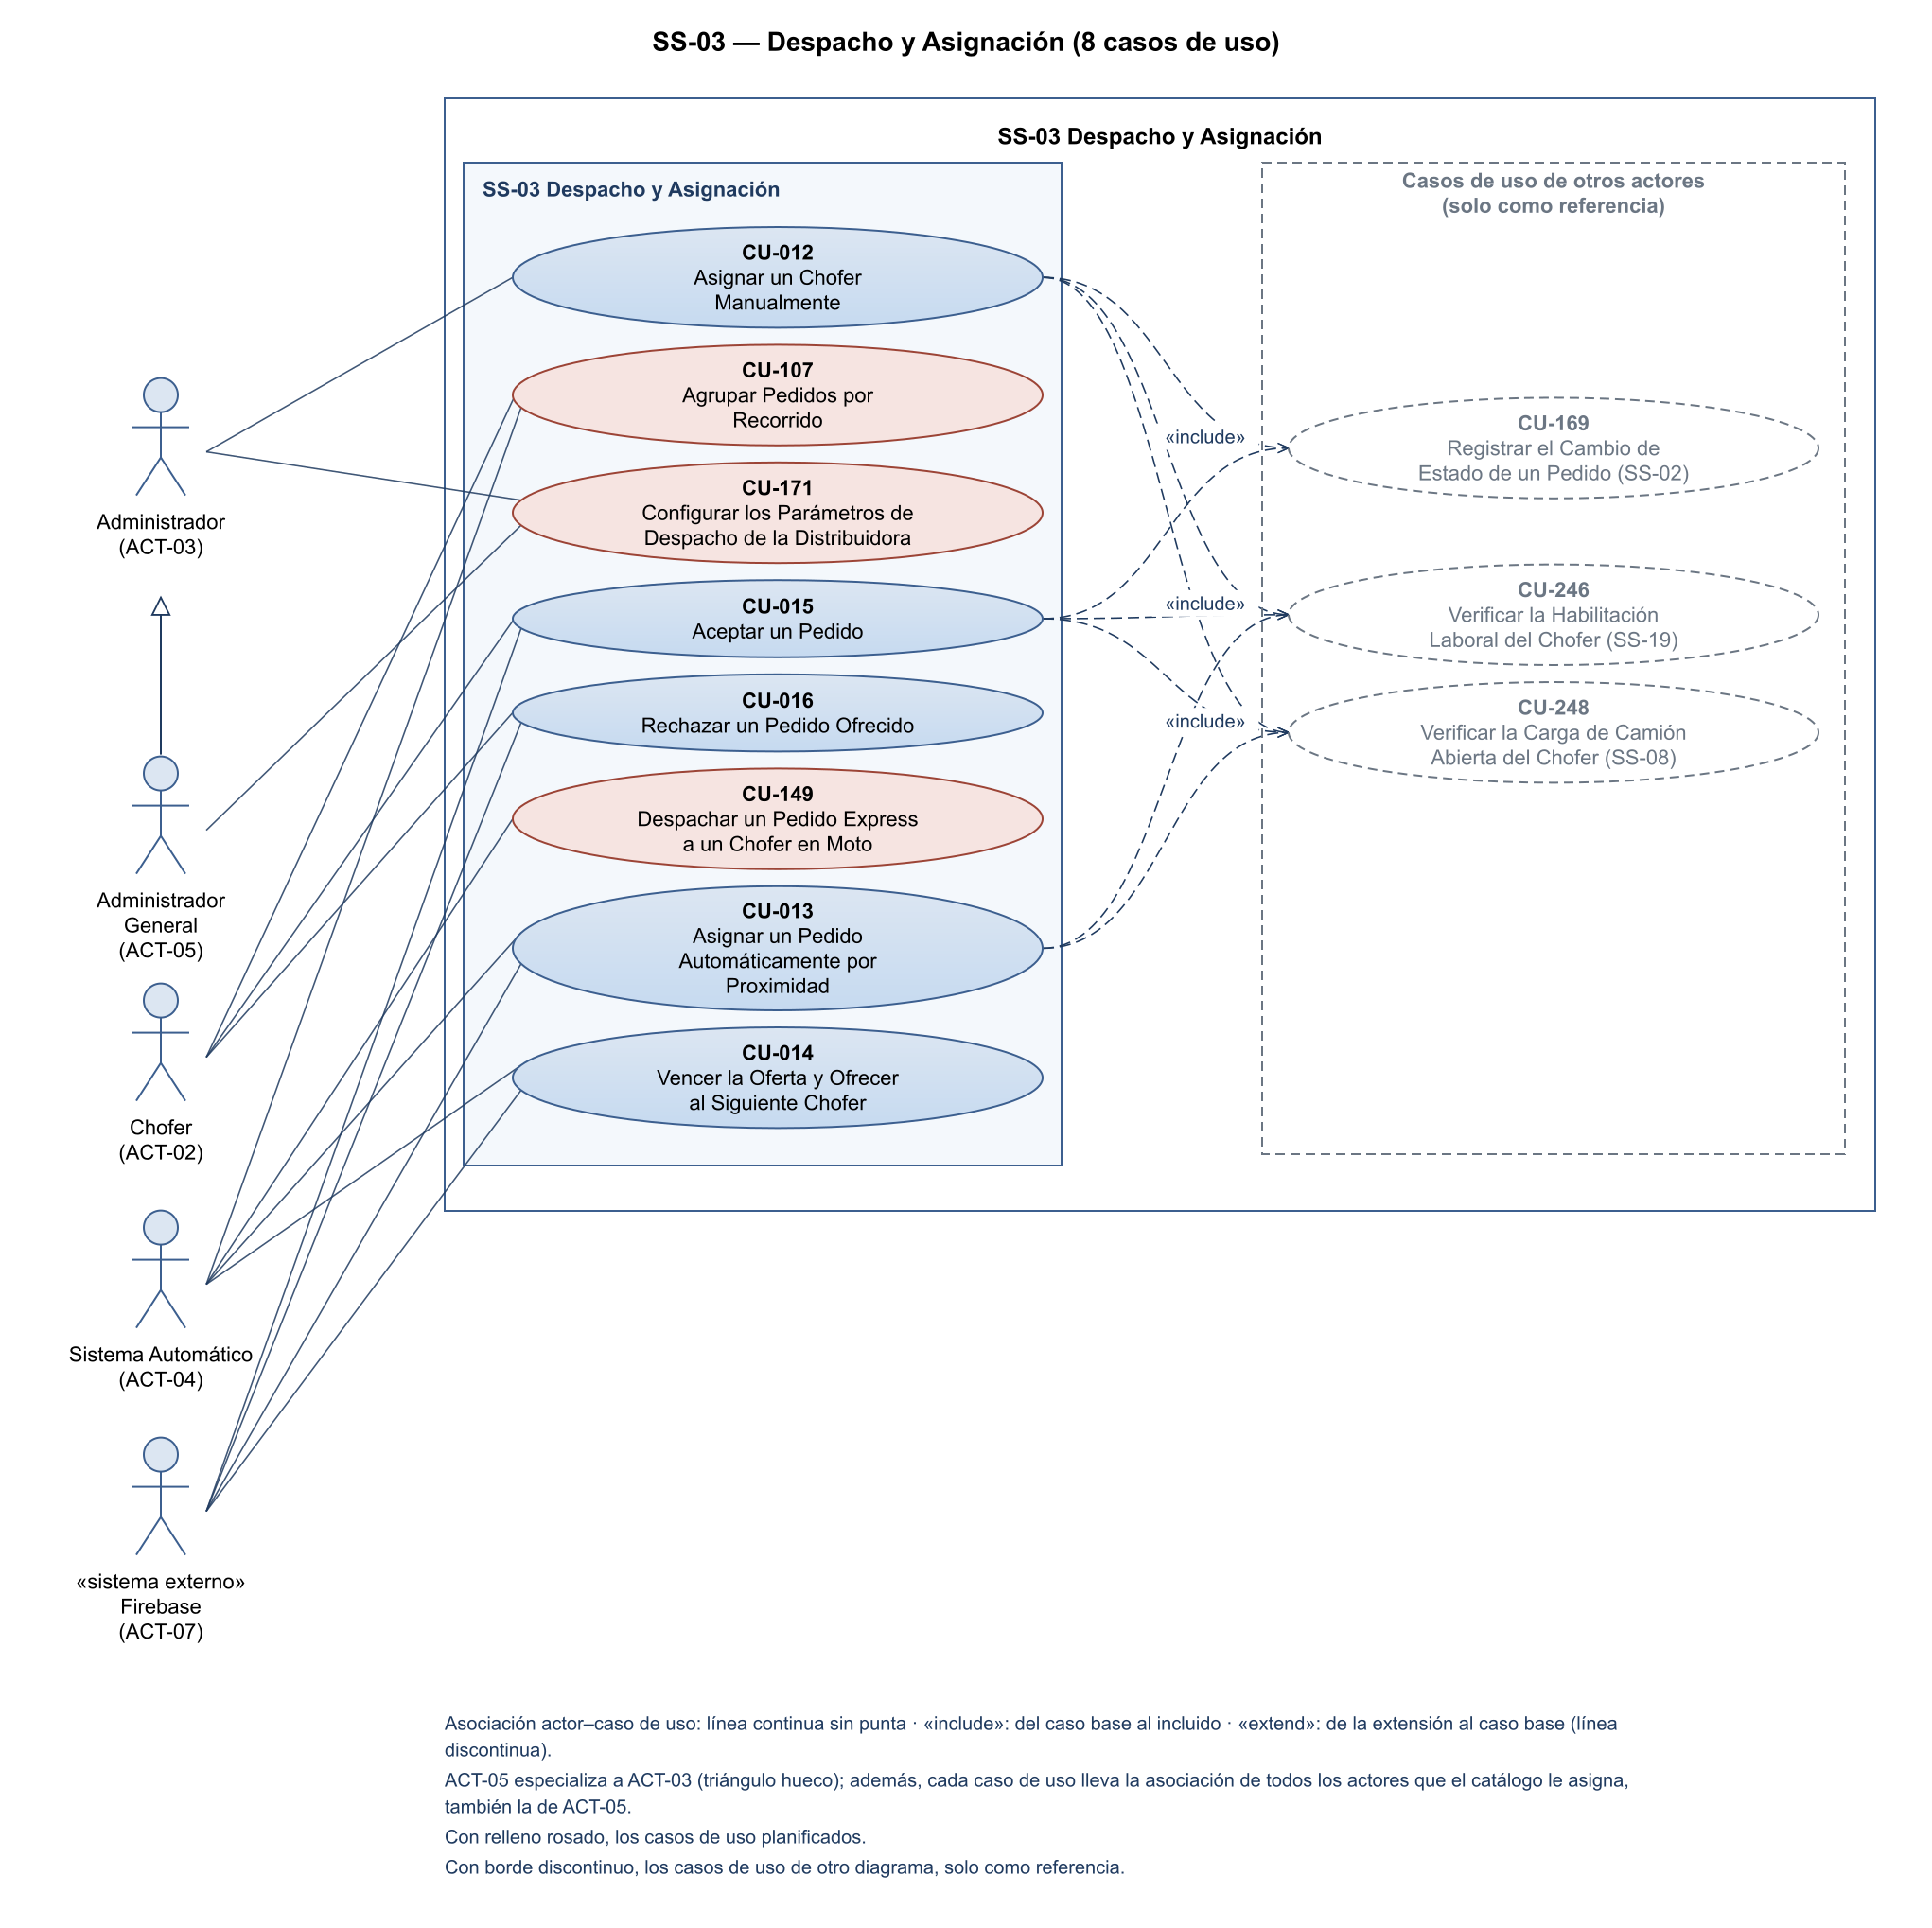 SS-03 — Despacho y Asignación (8 casos de uso)
SS-03 Despacho y Asignación
SS-03 Despacho y Asignación
Casos de uso de otros actores
(solo como referencia)
CU-012
Asignar un Chofer
Manualmente
CU-107
Agrupar Pedidos por
Recorrido
CU-171
Configurar los Parámetros de
Despacho de la Distribuidora
CU-015
Aceptar un Pedido
CU-016
Rechazar un Pedido Ofrecido
CU-149
Despachar un Pedido Express
a un Chofer en Moto
CU-013
Asignar un Pedido
Automáticamente por
Proximidad
CU-014
Vencer la Oferta y Ofrecer
al Siguiente Chofer
«include»
«include»
«include»
CU-169
Registrar el Cambio de
Estado de un Pedido (SS-02)
CU-246
Verificar la Habilitación
Laboral del Chofer (SS-19)
CU-248
Verificar la Carga de Camión
Abierta del Chofer (SS-08)
Administrador
(ACT-03)
Administrador
General
(ACT-05)
Chofer
(ACT-02)
Sistema Automático
(ACT-04)
«sistema externo»
Firebase
(ACT-07)
Asociación actor–caso de uso: línea continua sin punta · «include»: del caso base al incluido · «extend»: de la extensión al caso base (línea
discontinua).
ACT-05 especializa a ACT-03 (triángulo hueco); además, cada caso de uso lleva la asociación de todos los actores que el catálogo le asigna,
también la de ACT-05.
Con relleno rosado, los casos de uso planificados.
Con borde discontinuo, los casos de uso de otro diagrama, solo como referencia.